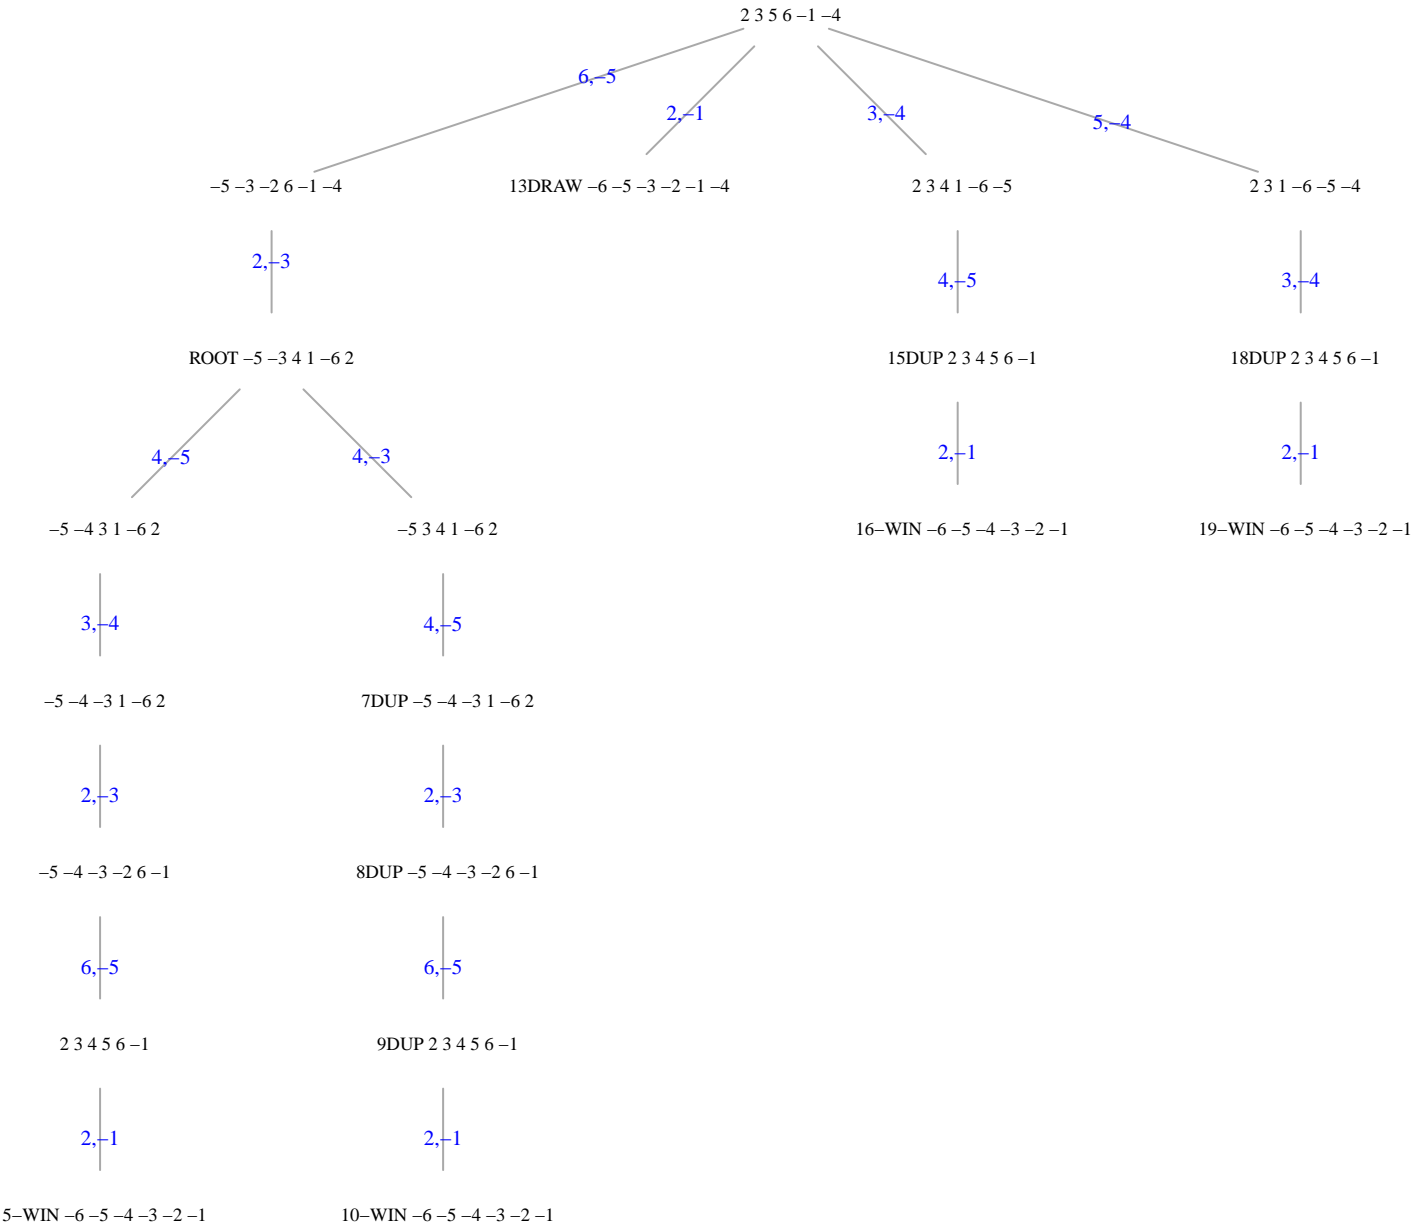 2 3 5 6 –1 –4
6,–5
2,–1
3,–4
5,–4
–5 –3 –2 6 –1 –4
13DRAW –6 –5 –3 –2 –1 –4
2 3 4 1 –6 –5
2 3 1 –6 –5 –4
2,–3
4,–5
3,–4
ROOT –5 –3 4 1 –6 2
15DUP 2 3 4 5 6 –1
18DUP 2 3 4 5 6 –1
4,–5
4,–3
2,–1
2,–1
–5 –4 3 1 –6 2
–5 3 4 1 –6 2
16–WIN –6 –5 –4 –3 –2 –1
19–WIN –6 –5 –4 –3 –2 –1
3,–4
4,–5
–5 –4 –3 1 –6 2
7DUP –5 –4 –3 1 –6 2
2,–3
2,–3
–5 –4 –3 –2 6 –1
8DUP –5 –4 –3 –2 6 –1
6,–5
6,–5
2 3 4 5 6 –1
9DUP 2 3 4 5 6 –1
2,–1
2,–1
5–WIN –6 –5 –4 –3 –2 –1
10–WIN –6 –5 –4 –3 –2 –1